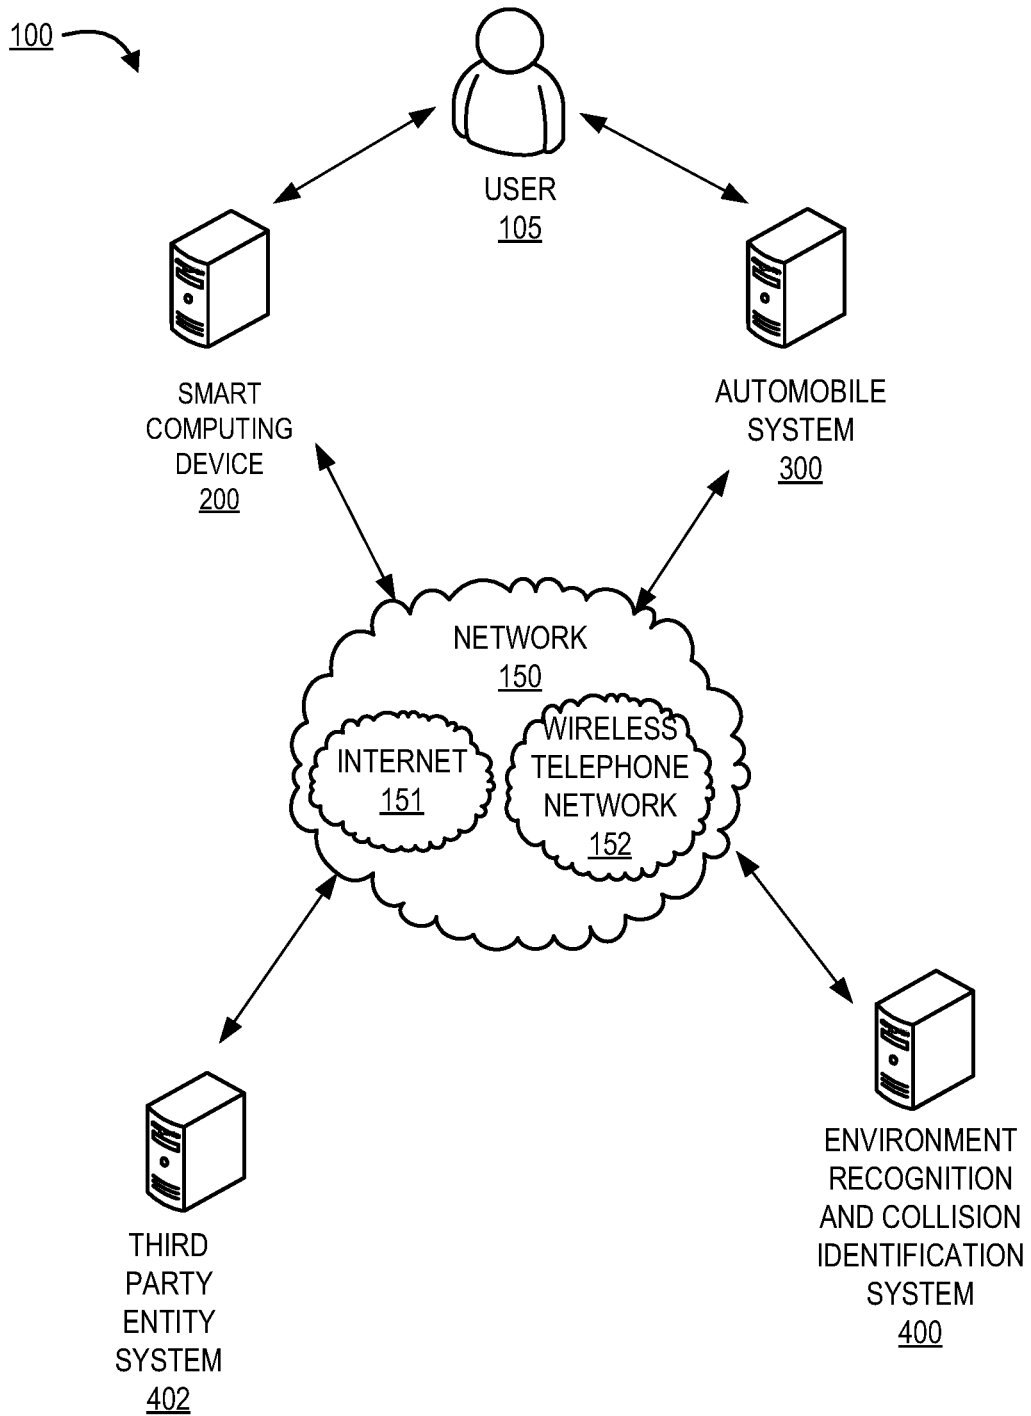 100
USER
105
SMART
COMPUTING
DEVICE
200
AUTOMOBILE
SYSTEM
300
NETWORK
150
INTERNET
151
WIRELESS
TELEPHONE
NETWORK
152
THIRD
PARTY
ENTITY
SYSTEM
402
ENVIRONMENT
RECOGNITION
AND COLLISION
IDENTIFICATION
SYSTEM
400